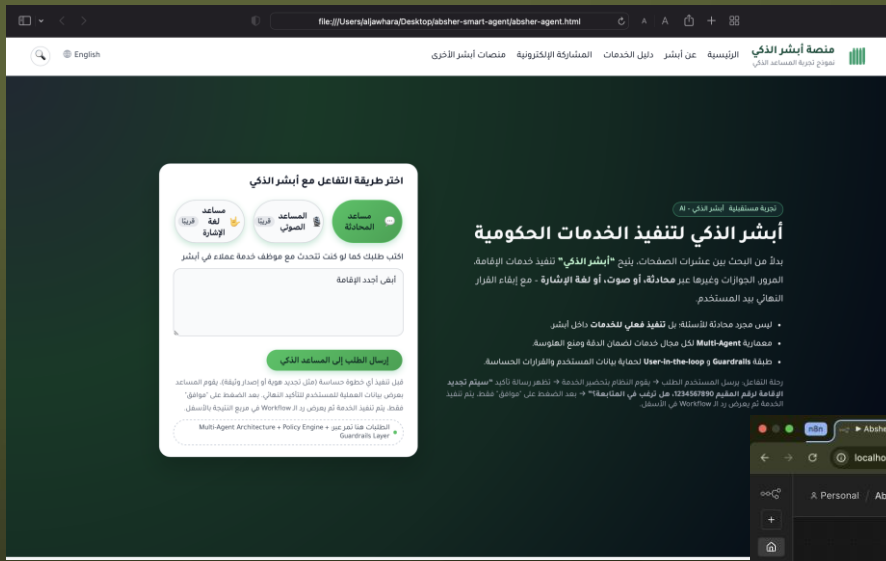 file:///Users/aljawhara/Desktop/absher-smart-agent/absher-agent.html
A A
منصة أبشر الذكي
نموذج تجربة المساعد الذكي
الرئيسية عن أبشر دليل الخدمات المشاركة الإلكترونية منصات أبشر الأخرى
English
تجربة مستقبلية أبشر الذكي - AI
أبشر الذكي لتنفيذ الخدمات الحكومية
بدلاً من البحث بين عشرات الصفحات، يتيح "أبشر الذكي" تنفيذ خدمات الإقامة،
المرور، الجوازات وغيرها عبر محادثة، أو صوت، أو لغة الإشارة - مع إبقاء القرار
النهائي بيد المستخدم.
• ليس مجرد محادثة للأسئلة؛ بل تنفيذ فعلي للخدمات داخل أبشر.
• معمارية Multi-Agent لكل مجال خدمات لضمان الدقة ومنع الهلوسة.
• طبقة Guardrails و User-in-the-loop لحماية بيانات المستخدم والقرارات الحساسة.
رحلة التفاعل: يرسل المستخدم الطلب → يقوم النظام بتحضير الخدمة → تظهر رسالة تأكيد "سيتم تجديد
الإقامة لرقم المقيم 1234567890، هل ترغب في المتابعة؟" → بعد الضغط على "موافق" فقط، يتم تنفيذ
الخدمة ثم يعرض رد الـ Workflow في الأسفل.
اختر طريقة التفاعل مع أبشر الذكي
مساعد المحادثة
المساعد الصوتي قريبًا
مساعد لغة الإشارة قريبًا
اكتب طلبك كما لو كنت تتحدث مع موظف خدمة عملاء في أبشر
أبغى أجدد الإقامة
إرسال الطلب إلى المساعد الذكي
قبل تنفيذ أي خطوة حساسة (مثل تجديد هوية أو إصدار وثيقة)، يقوم المساعد
بعرض بيانات العملية للمستخدم للتأكيد النهائي. بعد الضغط على "موافق"
فقط، يتم تنفيذ الخدمة ثم يعرض رد الـ Workflow في مربع النتيجة بالأسفل.
الطلبات هنا تمر عبر: Multi-Agent Architecture + Policy Engine +
Guardrails Layer
n8n
Abshe
localho
Personal / Ab